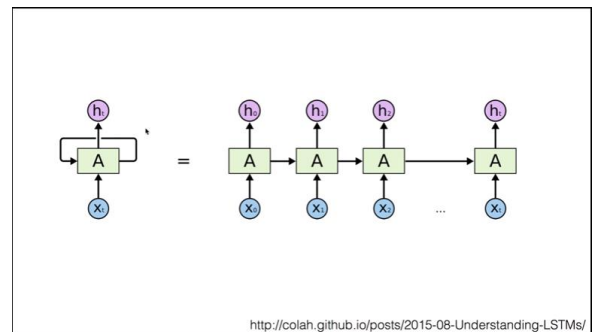 hₜ h₀ h₁ h₂ hₜ
A = A A A A
xₜ x₀ x₁ x₂ ... xₜ
http://colah.github.io/posts/2015-08-Understanding-LSTMs/